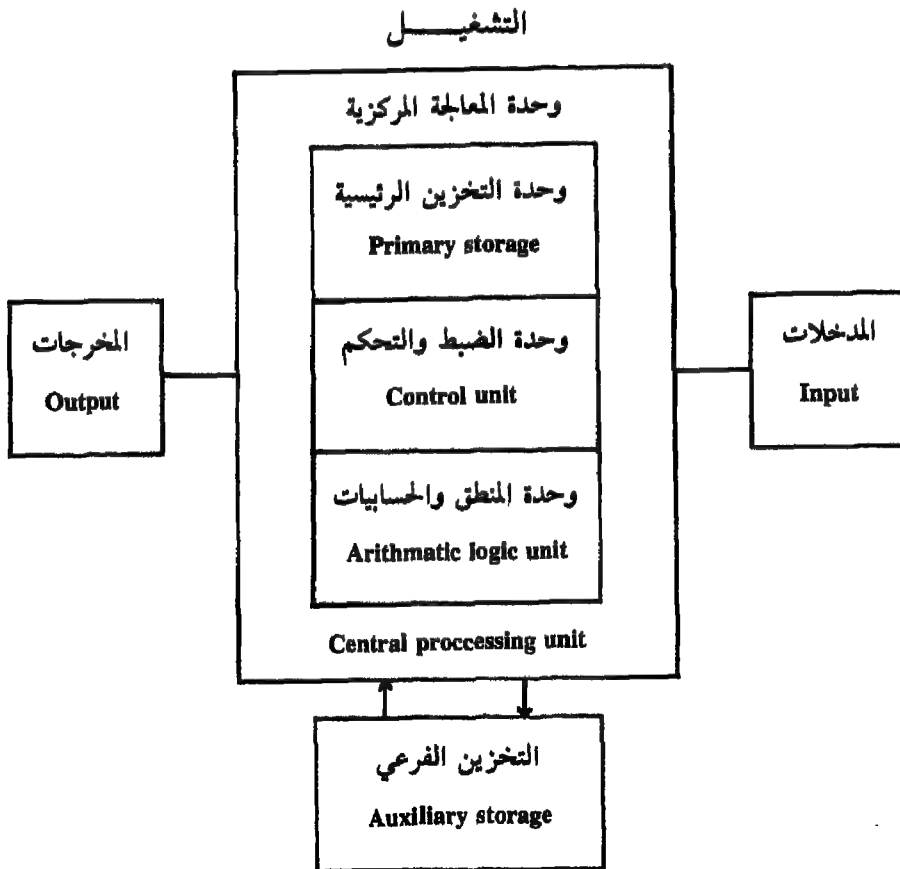 التشغيـــــل
وحدة المعالجة المركزية
وحدة التخزين الرئيسية
Primary storage
المدخلات
Input
وحدة الضبط والتحكم
Control unit
المخرجات
Output
وحدة المنطق والحسابيات
Arithmatic logic unit
Central proccessing unit
التخزين الفرعي
Auxiliary storage